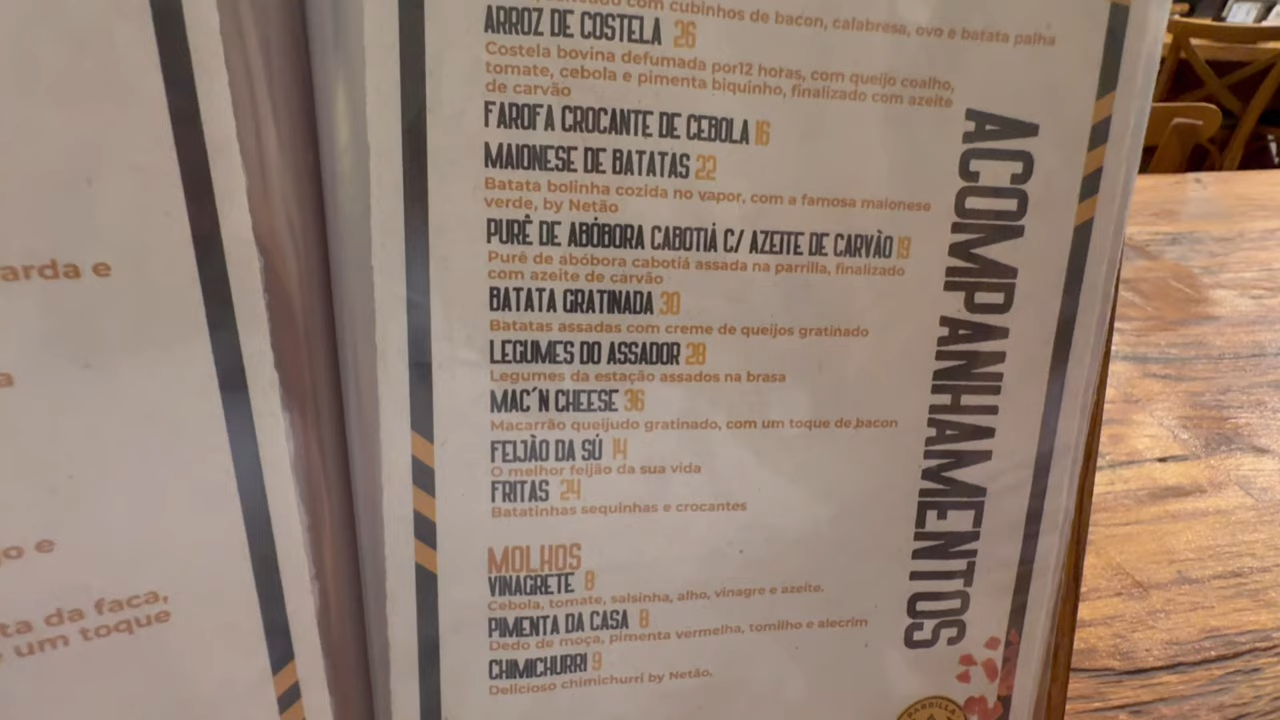 arda e
a
o e
ta da faca,
um toque
com cubinhos de bacon, calabresa, ovo e batata palha
ARROZ DE COSTELA 26
Costela bovina defumada por12 horas, com queijo coalho,
tomate, cebola e pimenta biquinho, finalizado com azeite
de carvão
FAROFA CROCANTE DE CEBOLA 16
MAIONESE DE BATATAS 22
Batata bolinha cozida no vapor, com a famosa maionese
verde, by Netão
PURÊ DE ABÓBORA CABOTIÁ C/ AZEITE DE CARVÃO 19
Purê de abóbora cabotiá assada na parrilla, finalizado
com azeite de carvão
BATATA GRATINADA 30
Batatas assadas com creme de queijos gratinado
LEGUMES DO ASSADOR 28
Legumes da estação assados na brasa
MAC´N CHEESE 36
Macarrão queijudo gratinado, com um toque de bacon
FEIJÃO DA SÚ 14
O melhor feijão da sua vida
FRITAS 24
Batatinhas sequinhas e crocantes
MOLHOS
VINAGRETE 8
Cebola, tomate, salsinha, alho, vinagre e azeite.
PIMENTA DA CASA 8
Dedo de moça, pimenta vermelha, tomilho e alecrim
CHIMICHURRI 9
Delicioso chimichurri by Netão.
ACOMPANHAMENTOS
PARRILLA